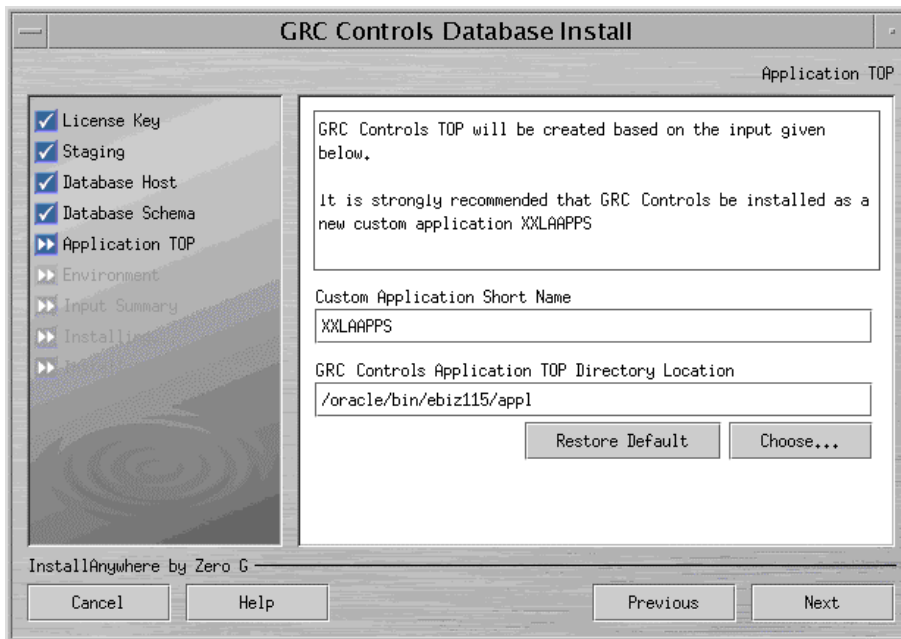 GRC Controls Database Install
Application TOP
License Key
Staging
Database Host
Database Schema
Application TOP
Environment
Input Summary
GRC Controls TOP will be created based on the input given
below.
It is strongly recommended that GRC Controls be installed as a
new custom application XXLAAPPS
Custom Application Short Name
XXLAAPPS
GRC Controls Application TOP Directory Location
/oracle/bin/ebiz115/appl
Restore Default
Choose...
InstallAnywhere by Zero G
Cancel
Help
Previous
Next